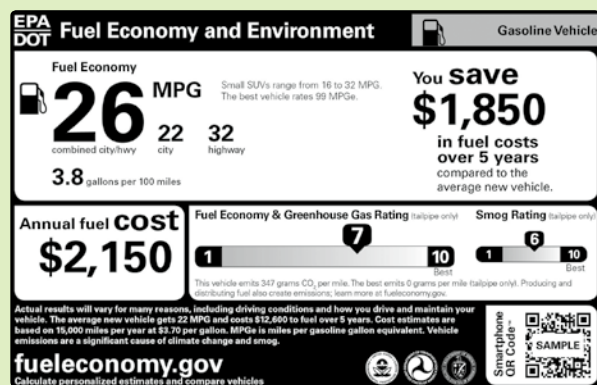 EPA
DOT Fuel Economy and Environment
Gasoline Vehicle
Fuel Economy
26 MPG
combined city/hwy
22
city
32
highway
3.8 gallons per 100 miles
Small SUVs range from 16 to 32 MPG.
The best vehicle rates 99 MPGe.
You save
$1,850
in fuel costs
over 5 years
compared to the
average new vehicle.
Annual fuel cost
$2,150
Fuel Economy & Greenhouse Gas Rating (tailpipe only)
7
1
10
Best
Smog Rating (tailpipe only)
6
1
10
Best
This vehicle emits 347 grams CO₂ per mile. The best emits 0 grams per mile (tailpipe only). Producing and
distributing fuel also create emissions; learn more at fueleconomy.gov.
Actual results will vary for many reasons, including driving conditions and how you drive and maintain your
vehicle. The average new vehicle gets 22 MPG and costs $12,600 to fuel over 5 years. Cost estimates are
based on 15,000 miles per year at $3.70 per gallon. MPGe is miles per gasoline gallon equivalent. Vehicle
emissions are a significant cause of climate change and smog.
fueleconomy.gov
Calculate personalized estimates and compare vehicles
Smartphone
QR Code™
SAMPLE